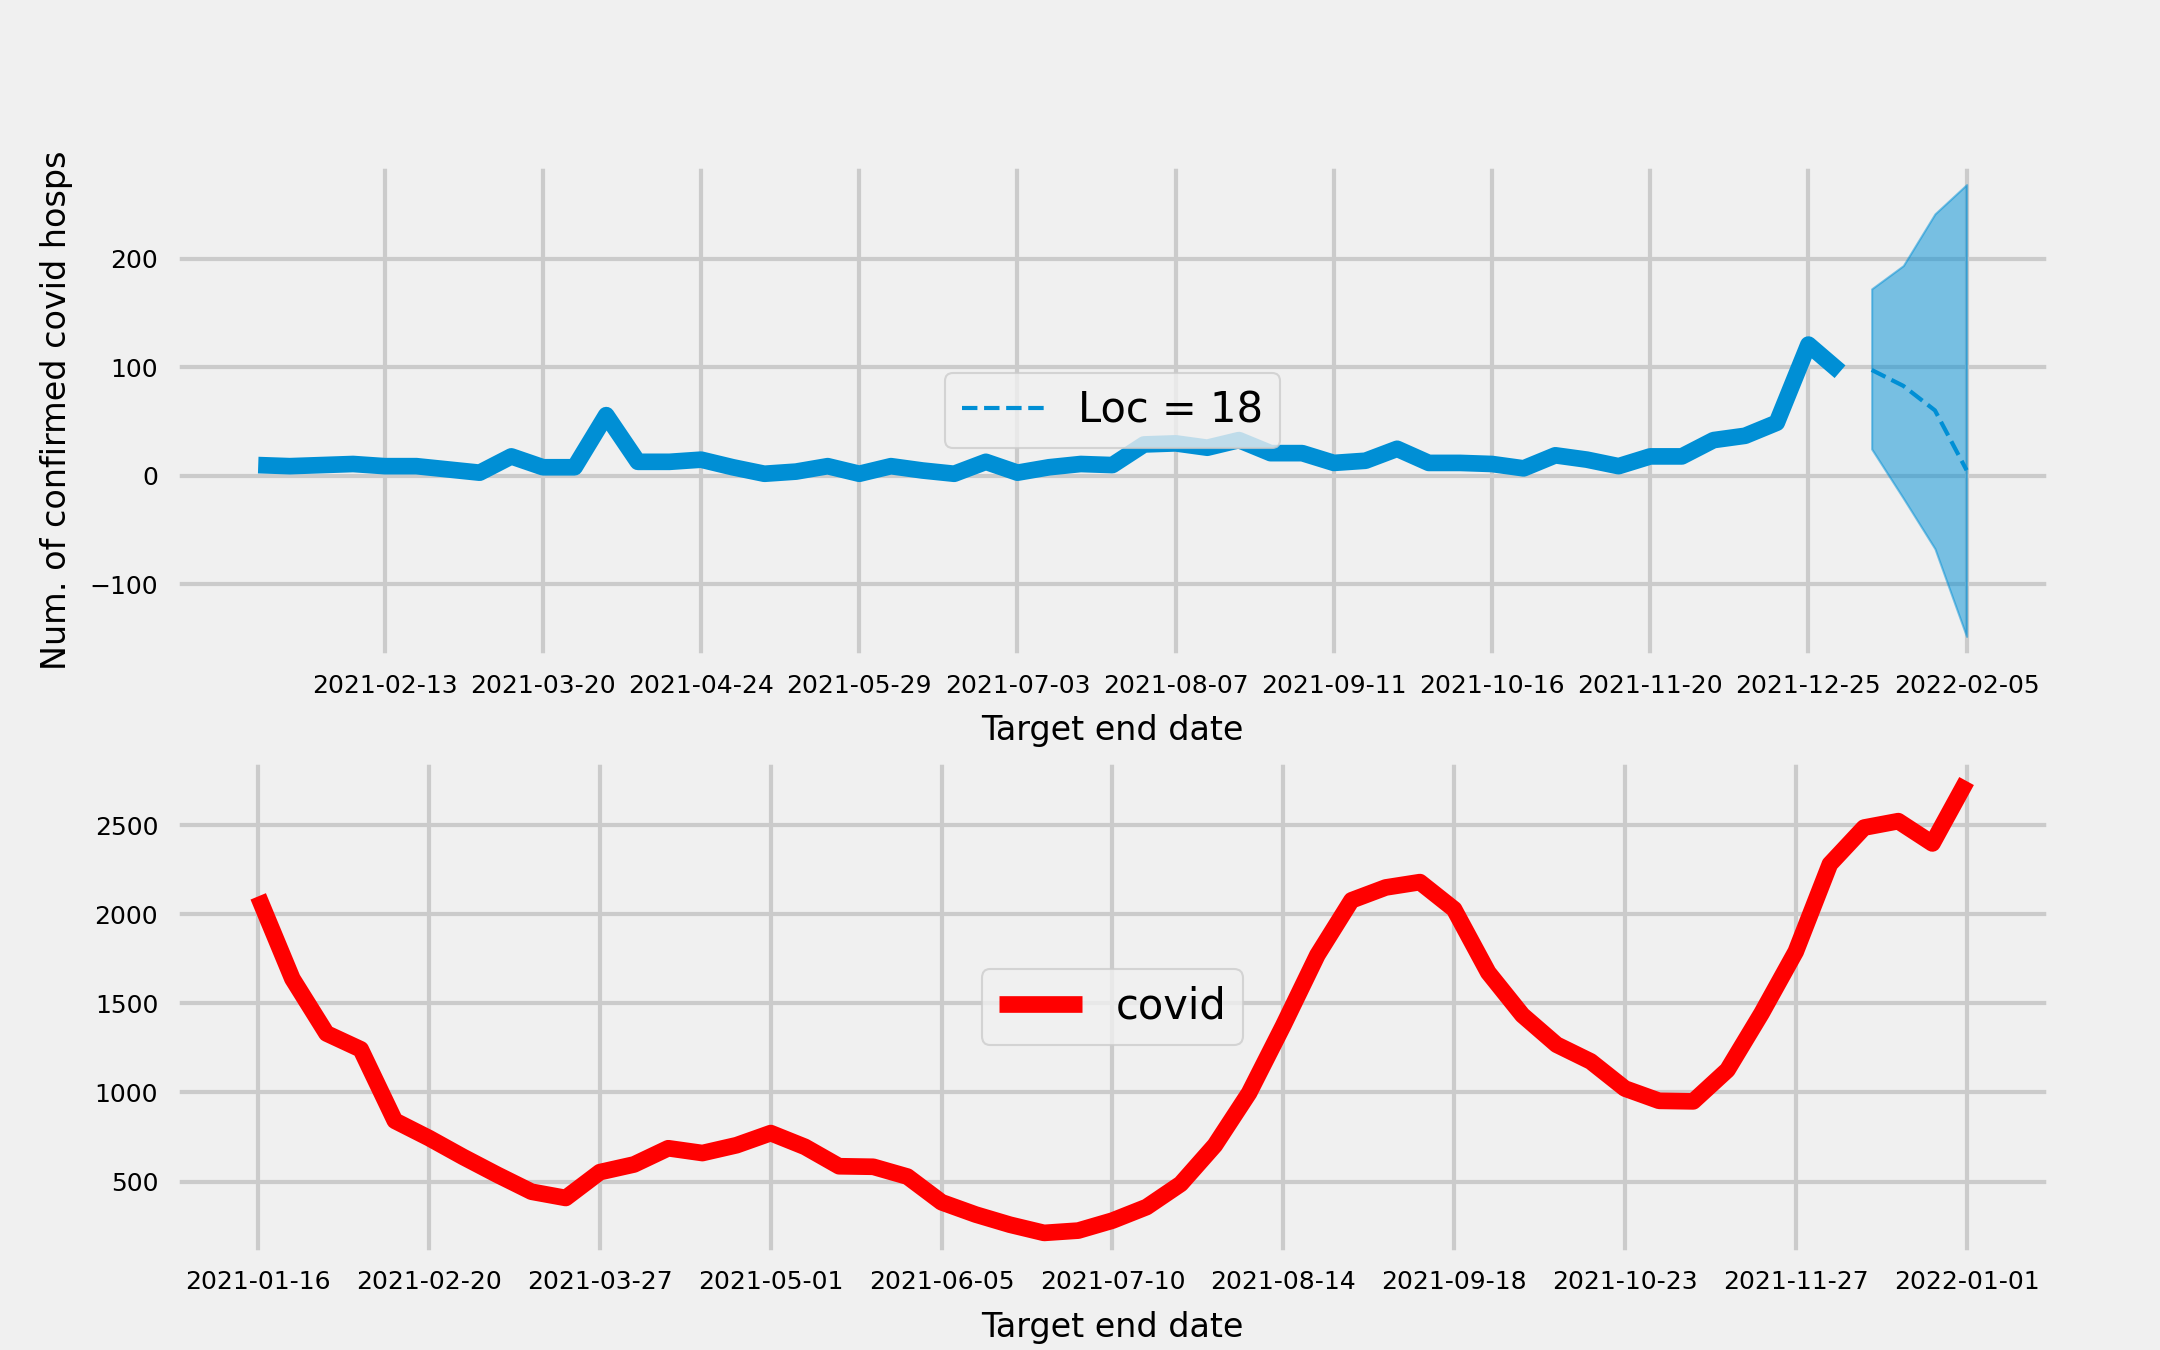 Num. of confirmed covid hosps
200
100
0
−100
Loc = 18
2021-02-13 2021-03-20 2021-04-24 2021-05-29 2021-07-03 2021-08-07 2021-09-11 2021-10-16 2021-11-20 2021-12-25 2022-02-05
Target end date
2500
2000
1500
1000
500
covid
2021-01-16 2021-02-20 2021-03-27 2021-05-01 2021-06-05 2021-07-10 2021-08-14 2021-09-18 2021-10-23 2021-11-27 2022-01-01
Target end date